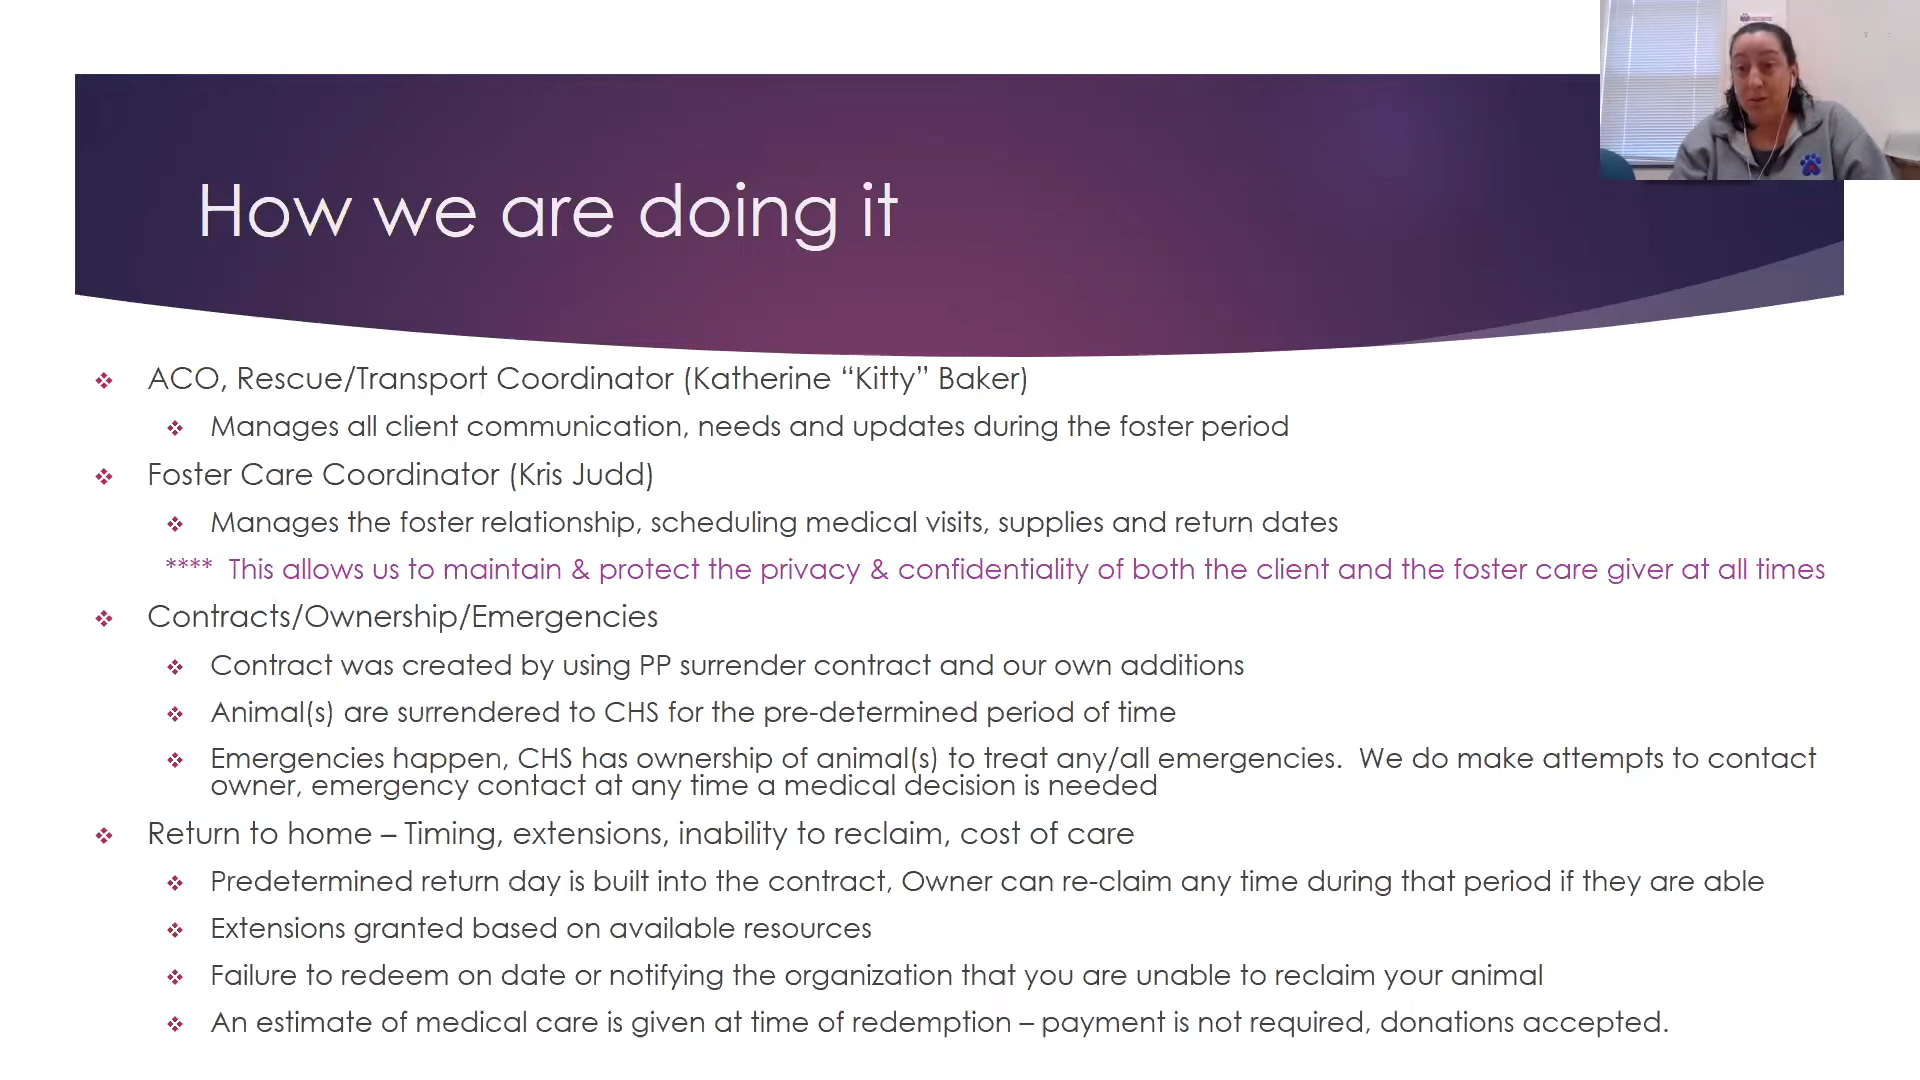 How we are doing it
ACO, Rescue/Transport Coordinator (Katherine “Kitty” Baker)
Manages all client communication, needs and updates during the foster period
Foster Care Coordinator (Kris Judd)
Manages the foster relationship, scheduling medical visits, supplies and return dates
**** This allows us to maintain & protect the privacy & confidentiality of both the client and the foster care giver at all times
Contracts/Ownership/Emergencies
Contract was created by using PP surrender contract and our own additions
Animal(s) are surrendered to CHS for the pre-determined period of time
Emergencies happen, CHS has ownership of animal(s) to treat any/all emergencies. We do make attempts to contact
owner, emergency contact at any time a medical decision is needed
Return to home – Timing, extensions, inability to reclaim, cost of care
Predetermined return day is built into the contract, Owner can re-claim any time during that period if they are able
Extensions granted based on available resources
Failure to redeem on date or notifying the organization that you are unable to reclaim your animal
An estimate of medical care is given at time of redemption – payment is not required, donations accepted.